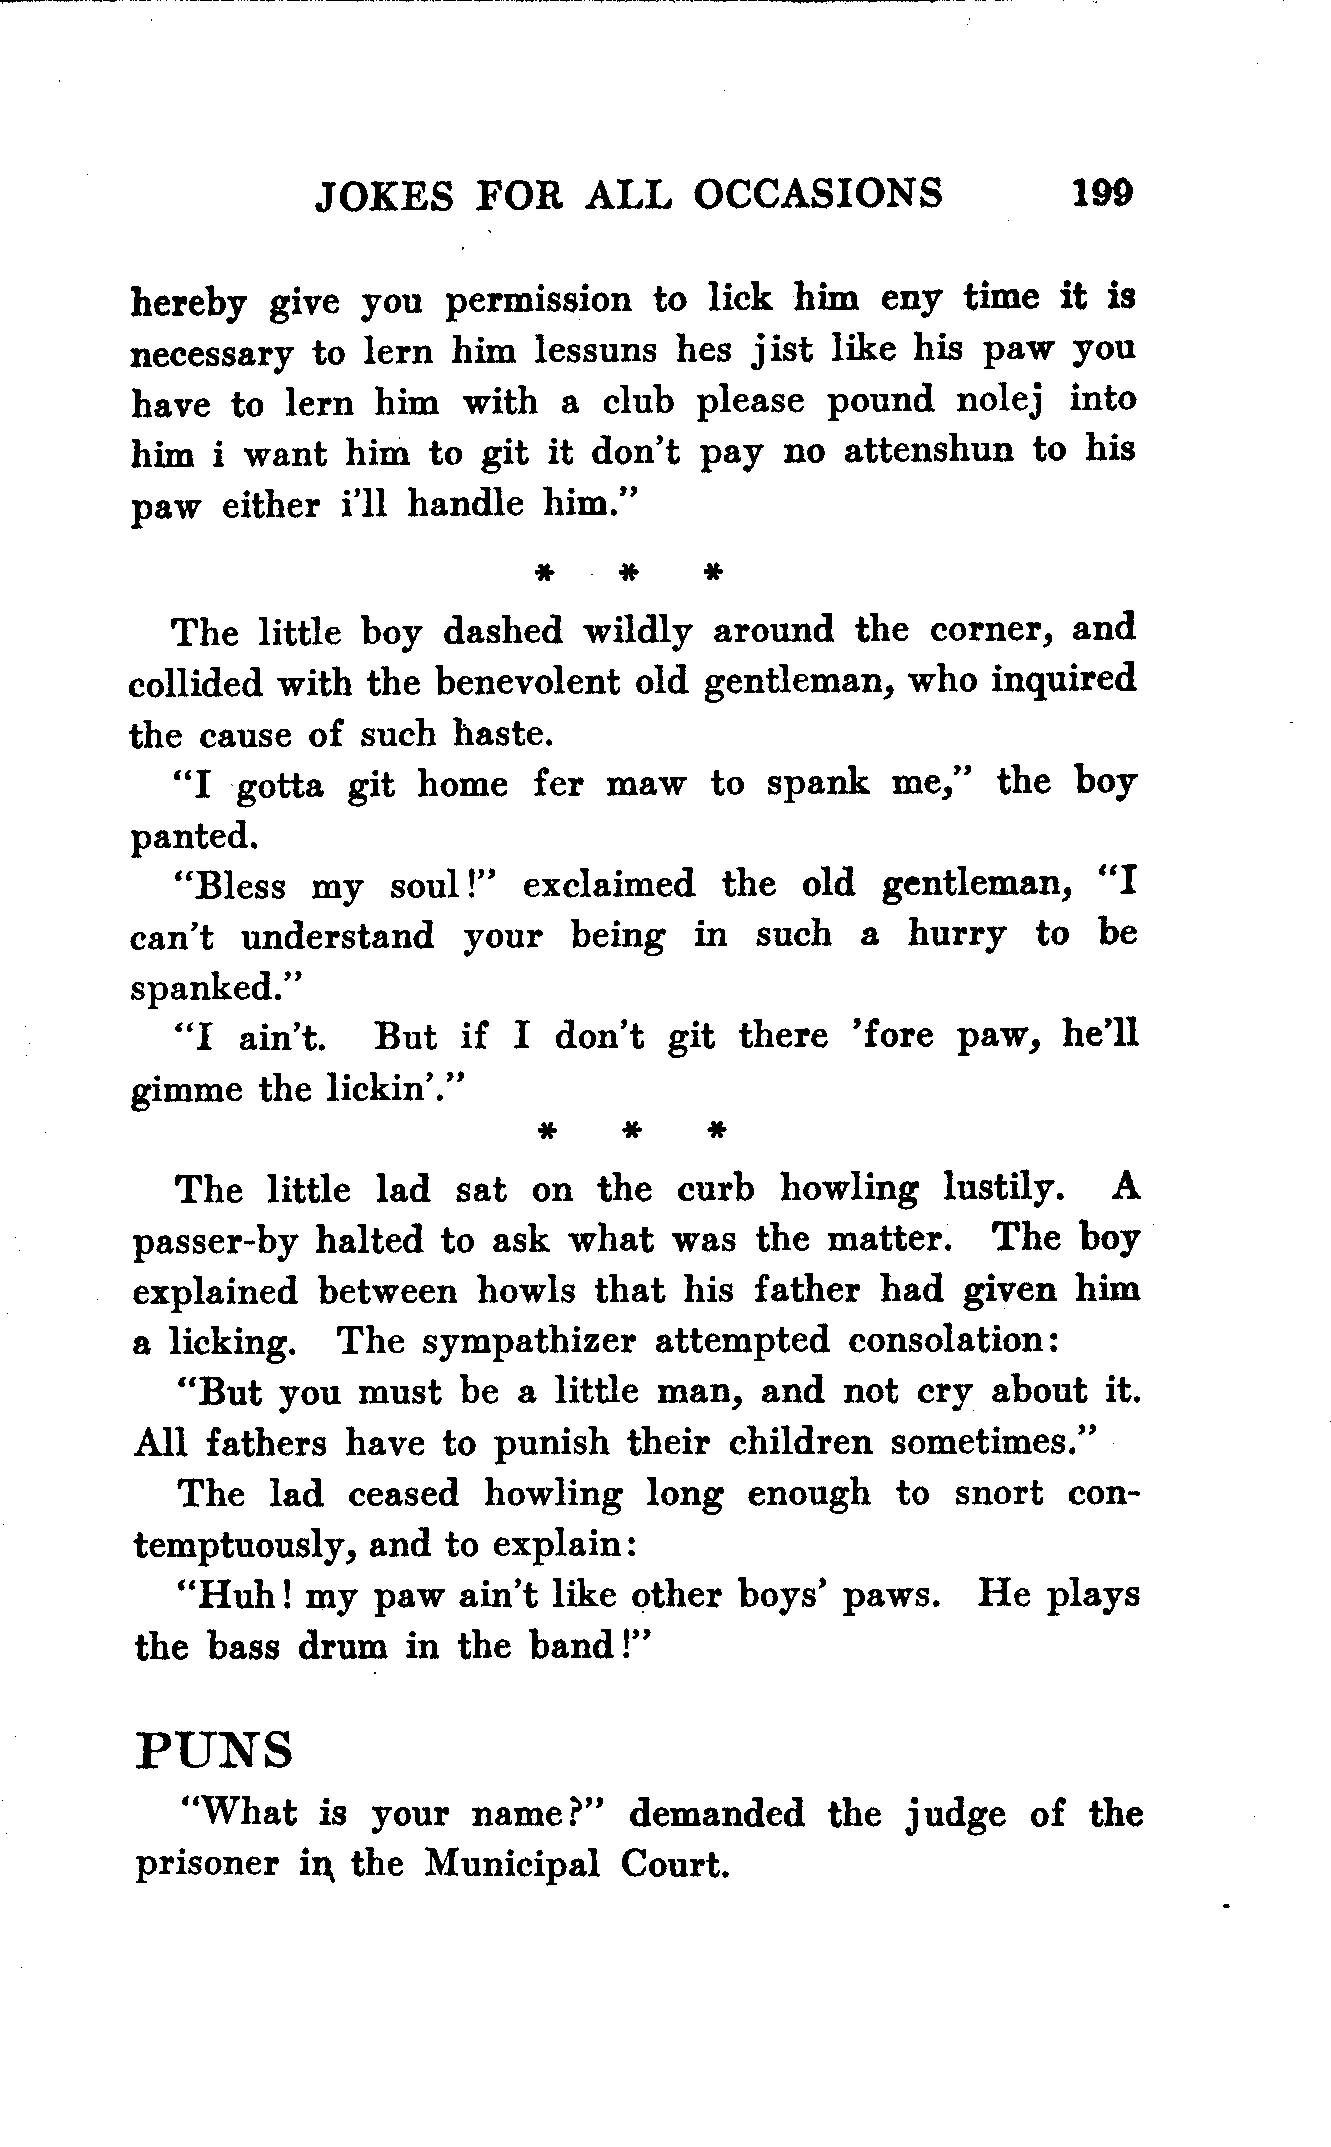 JOKES FOR ALL OCCASIONS 199
hereby give you permission to lick him eny time it is
necessary to lern him lessuns hes jist like his paw you
have to lern him with a club please pound nolej into
him i want him to git it don't pay no attenshun to his
paw either i'll handle him."
* * *
The little boy dashed wildly around the corner, and
collided with the benevolent old gentleman, who inquired
the cause of such haste.
"I gotta git home fer maw to spank me," the boy
panted.
"Bless my soul!" exclaimed the old gentleman, "I
can't understand your being in such a hurry to be
spanked."
"I ain't. But if I don't git there 'fore paw, he'll
gimme the lickin'."
* * *
The little lad sat on the curb howling lustily. A
passer-by halted to ask what was the matter. The boy
explained between howls that his father had given him
a licking. The sympathizer attempted consolation:
"But you must be a little man, and not cry about it.
All fathers have to punish their children sometimes."
The lad ceased howling long enough to snort con-
temptuously, and to explain:
"Huh! my paw ain't like other boys' paws. He plays
the bass drum in the band!"
PUNS
"What is your name?" demanded the judge of the
prisoner in the Municipal Court.